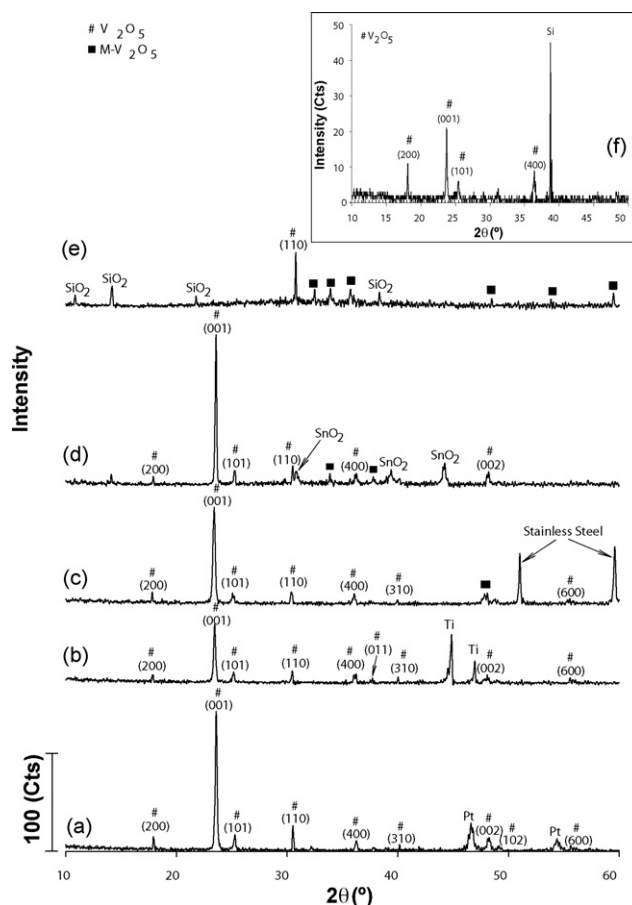 # V2O5
■ M-V2O5
# V2O5
Si
Intensity (Cts)
50
40
30
20
10
0
#
(200)
#
(001)
#
(101)
#
(400)
(f)
10 15 20 25 30 35 40 45 50
2θ(º)
Intensity
(e)
SiO2
SiO2
SiO2
#
(110)
■ ■ ■
SiO2
■ ■ ■
(d)
#
(200)
#
(001)
#
(101)
#
(110)
SnO2
■
#
(400)
■
SnO2
SnO2
#
(002)
(c)
#
(200)
#
(001)
#
(101)
#
(110)
#
(400)
#
(310)
■
Stainless Steel
#
(600)
(b)
#
(200)
#
(001)
#
(101)
#
(110)
#
(400)
#
(011)
#
(310)
Ti
Ti
#
(002)
#
(600)
100 (Cts)
(a)
#
(200)
#
(001)
#
(101)
#
(110)
#
(400)
#
(310)
Pt
#
(002)
#
(102)
Pt
#
(600)
10 20 30 40 50 60
2θ(º)